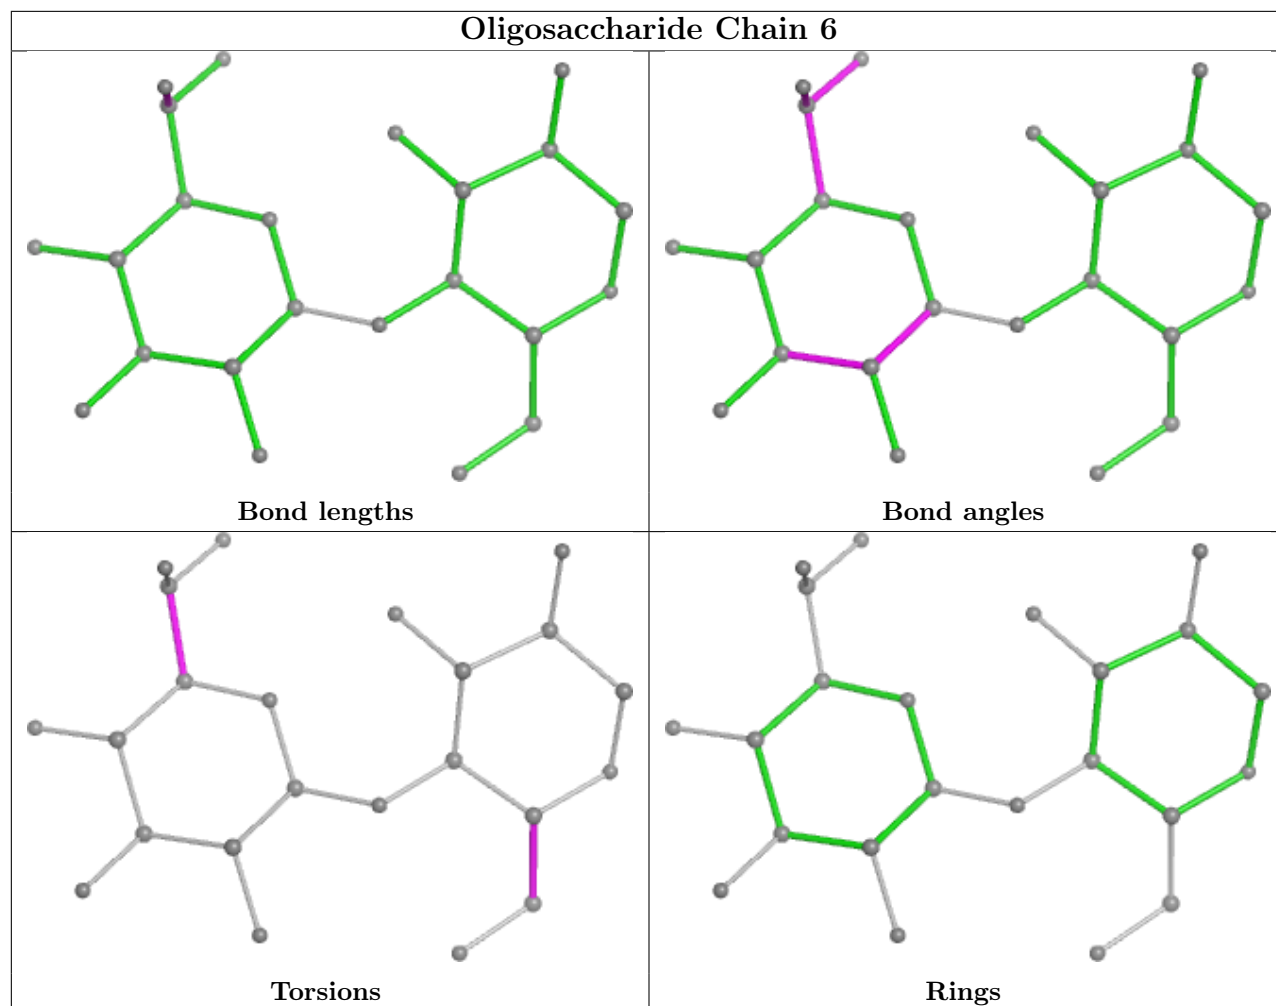 Oligosaccharide Chain 6
Bond lengths
Bond angles
Torsions
Rings